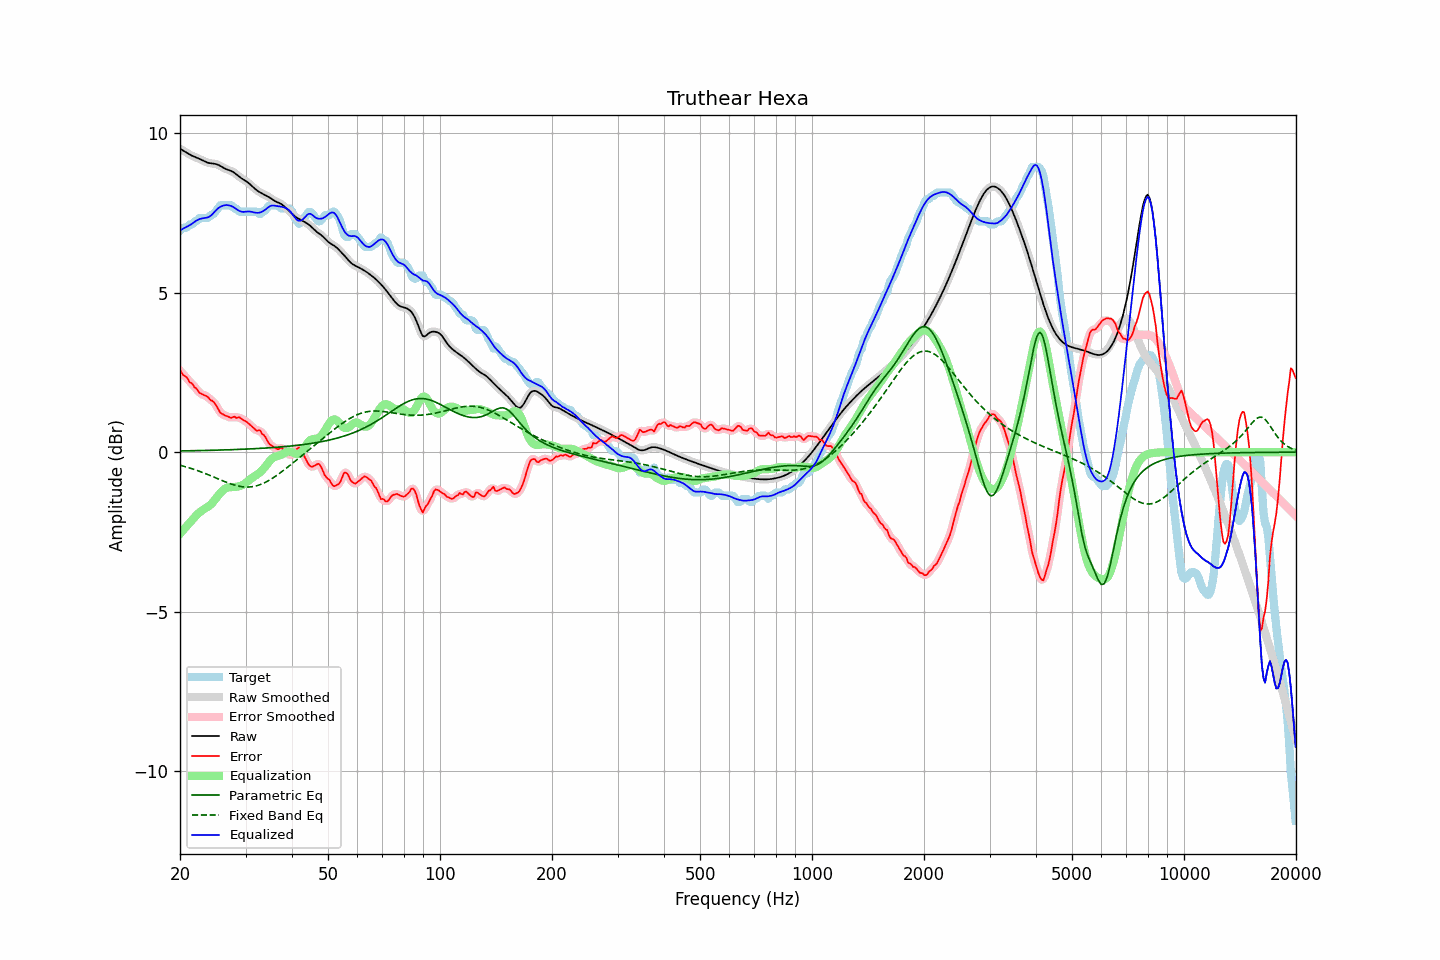 Truthear Hexa
Amplitude (dBr)
10
5
0
−5
−10
Target
Raw Smoothed
Error Smoothed
Raw
Error
Equalization
Parametric Eq
Fixed Band Eq
Equalized
20 50 100 200 500 1000 2000 5000 10000 20000
Frequency (Hz)